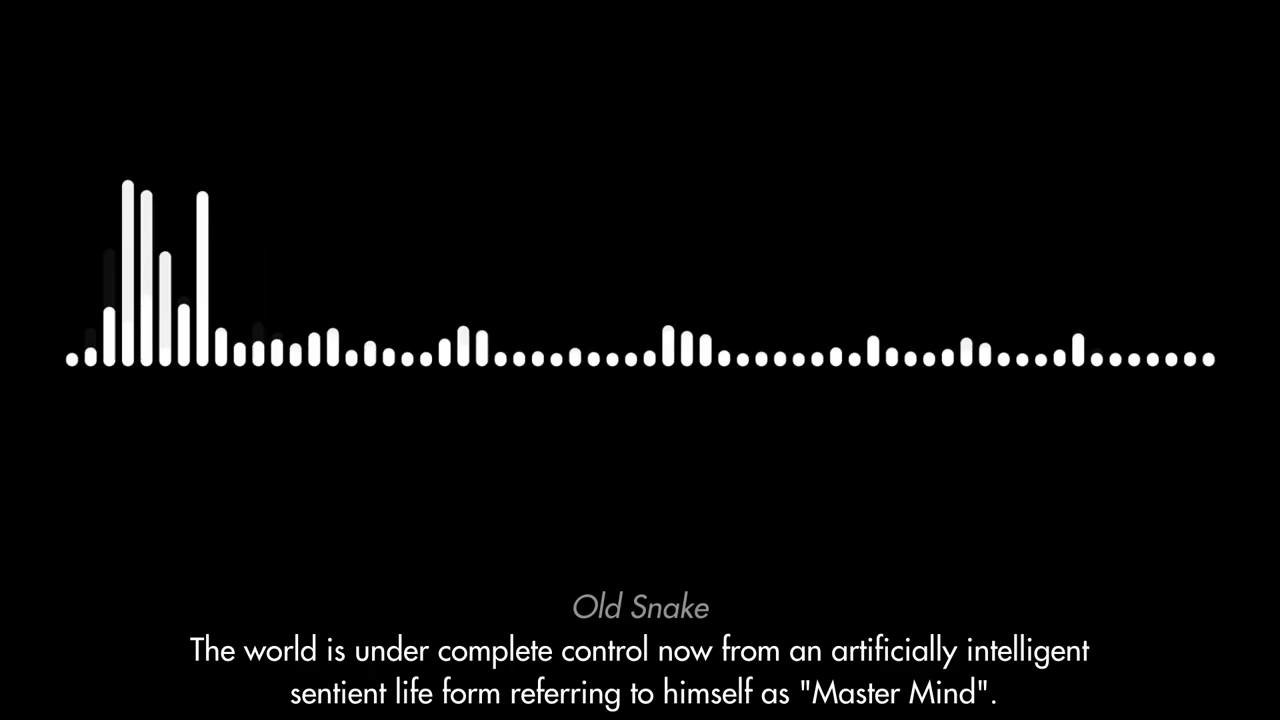 Old Snake
The world is under complete control now from an artificially intelligent
sentient life form referring to himself as "Master Mind".